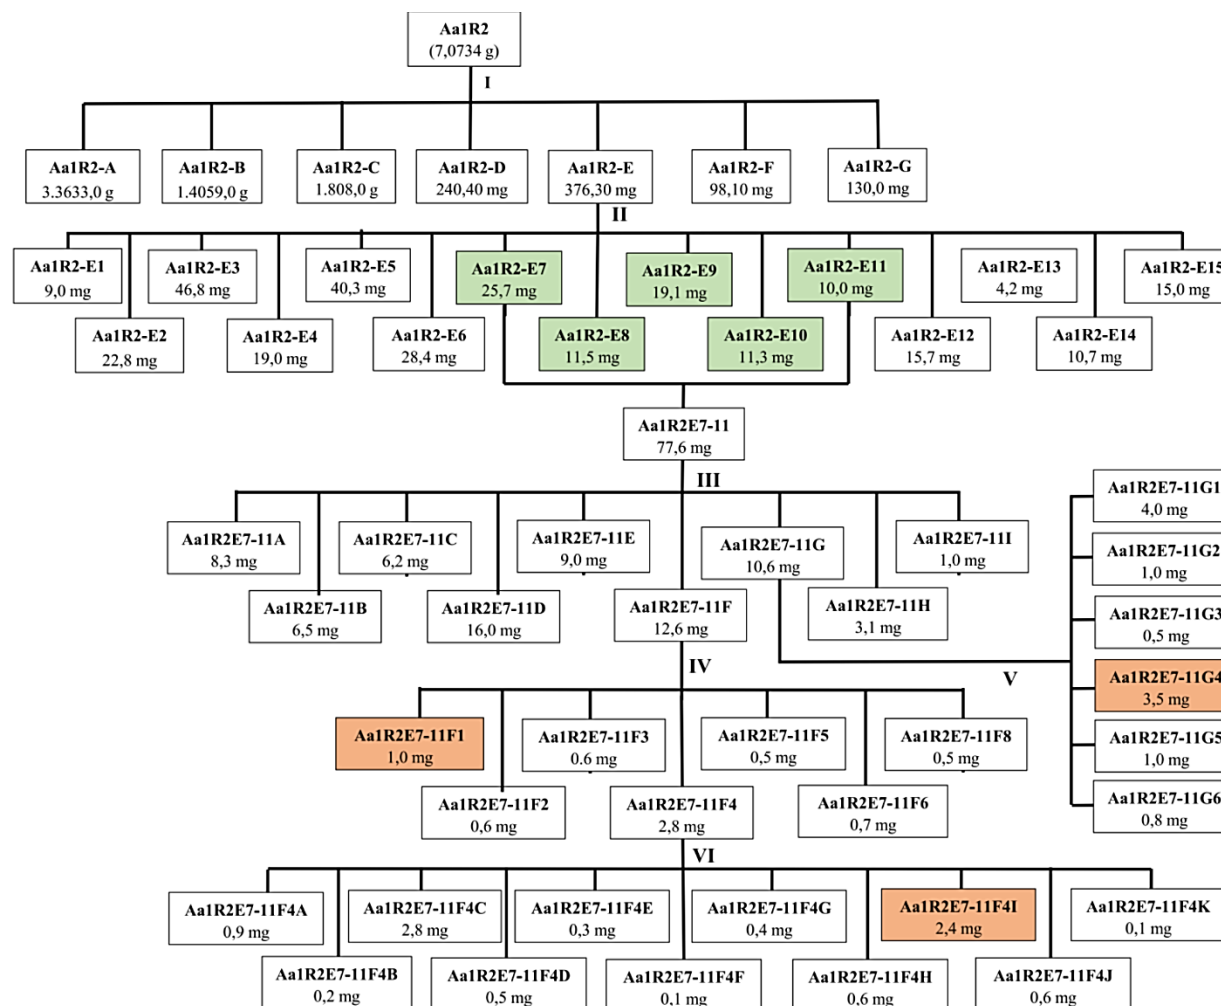 Aa1R2
(7,0734 g)
I
Aa1R2-A
3.3633,0 g
Aa1R2-B
1.4059,0 g
Aa1R2-C
1.808,0 g
Aa1R2-D
240,40 mg
Aa1R2-E
376,30 mg
Aa1R2-F
98,10 mg
Aa1R2-G
130,0 mg
II
Aa1R2-E1
9,0 mg
Aa1R2-E2
22,8 mg
Aa1R2-E3
46,8 mg
Aa1R2-E4
19,0 mg
Aa1R2-E5
40,3 mg
Aa1R2-E6
28,4 mg
Aa1R2-E7
25,7 mg
Aa1R2-E8
11,5 mg
Aa1R2-E9
19,1 mg
Aa1R2-E10
11,3 mg
Aa1R2-E11
10,0 mg
Aa1R2-E12
15,7 mg
Aa1R2-E13
4,2 mg
Aa1R2-E14
10,7 mg
Aa1R2-E15
15,0 mg
Aa1R2E7-11
77,6 mg
III
Aa1R2E7-11A
8,3 mg
Aa1R2E7-11B
6,5 mg
Aa1R2E7-11C
6,2 mg
Aa1R2E7-11D
16,0 mg
Aa1R2E7-11E
9,0 mg
Aa1R2E7-11F
12,6 mg
Aa1R2E7-11G
10,6 mg
Aa1R2E7-11H
3,1 mg
Aa1R2E7-11I
1,0 mg
V
Aa1R2E7-11G1
4,0 mg
Aa1R2E7-11G2
1,0 mg
Aa1R2E7-11G3
0,5 mg
Aa1R2E7-11G4
3,5 mg
Aa1R2E7-11G5
1,0 mg
Aa1R2E7-11G6
0,8 mg
IV
Aa1R2E7-11F1
1,0 mg
Aa1R2E7-11F2
0,6 mg
Aa1R2E7-11F3
0.6 mg
Aa1R2E7-11F4
2,8 mg
Aa1R2E7-11F5
0,5 mg
Aa1R2E7-11F6
0,7 mg
Aa1R2E7-11F8
0,5 mg
VI
Aa1R2E7-11F4A
0,9 mg
Aa1R2E7-11F4B
0,2 mg
Aa1R2E7-11F4C
2,8 mg
Aa1R2E7-11F4D
0,5 mg
Aa1R2E7-11F4E
0,3 mg
Aa1R2E7-11F4F
0,1 mg
Aa1R2E7-11F4G
0,4 mg
Aa1R2E7-11F4H
0,6 mg
Aa1R2E7-11F4I
2,4 mg
Aa1R2E7-11F4J
0,6 mg
Aa1R2E7-11F4K
0,1 mg